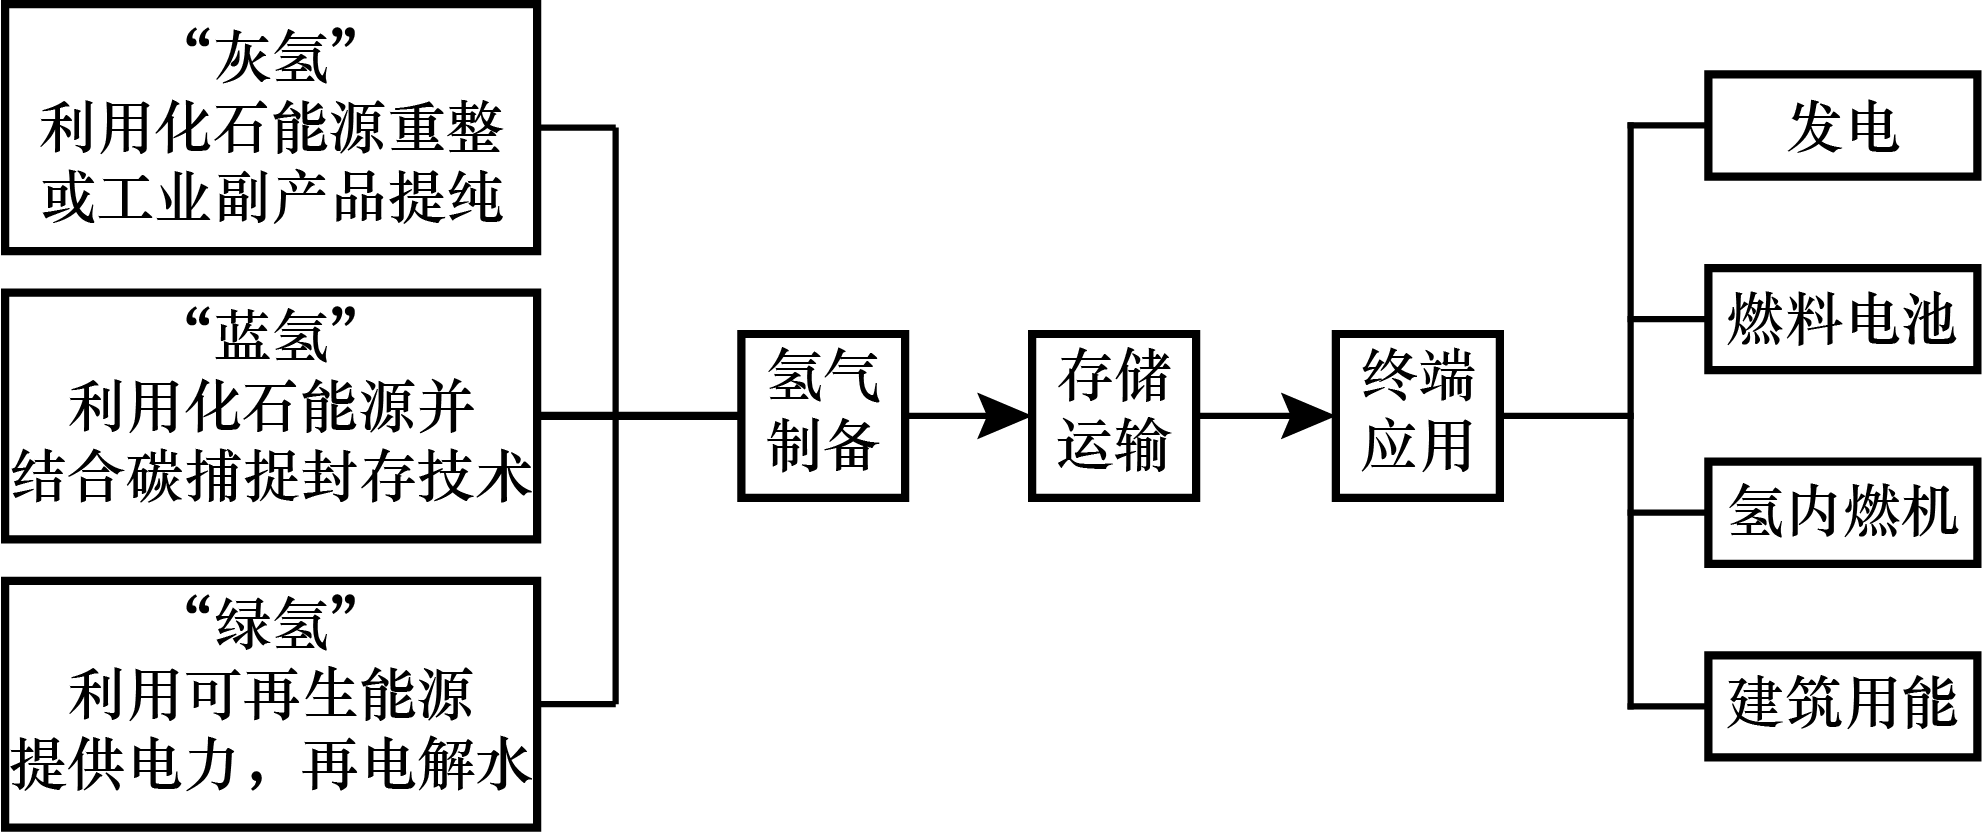 “灰氢”
利用化石能源重整
或工业副产品提纯
“蓝氢”
利用化石能源并
结合碳捕捉封存技术
“绿氢”
利用可再生能源
提供电力，再电解水
氢气
制备
存储
运输
终端
应用
发电
燃料电池
氢内燃机
建筑用能